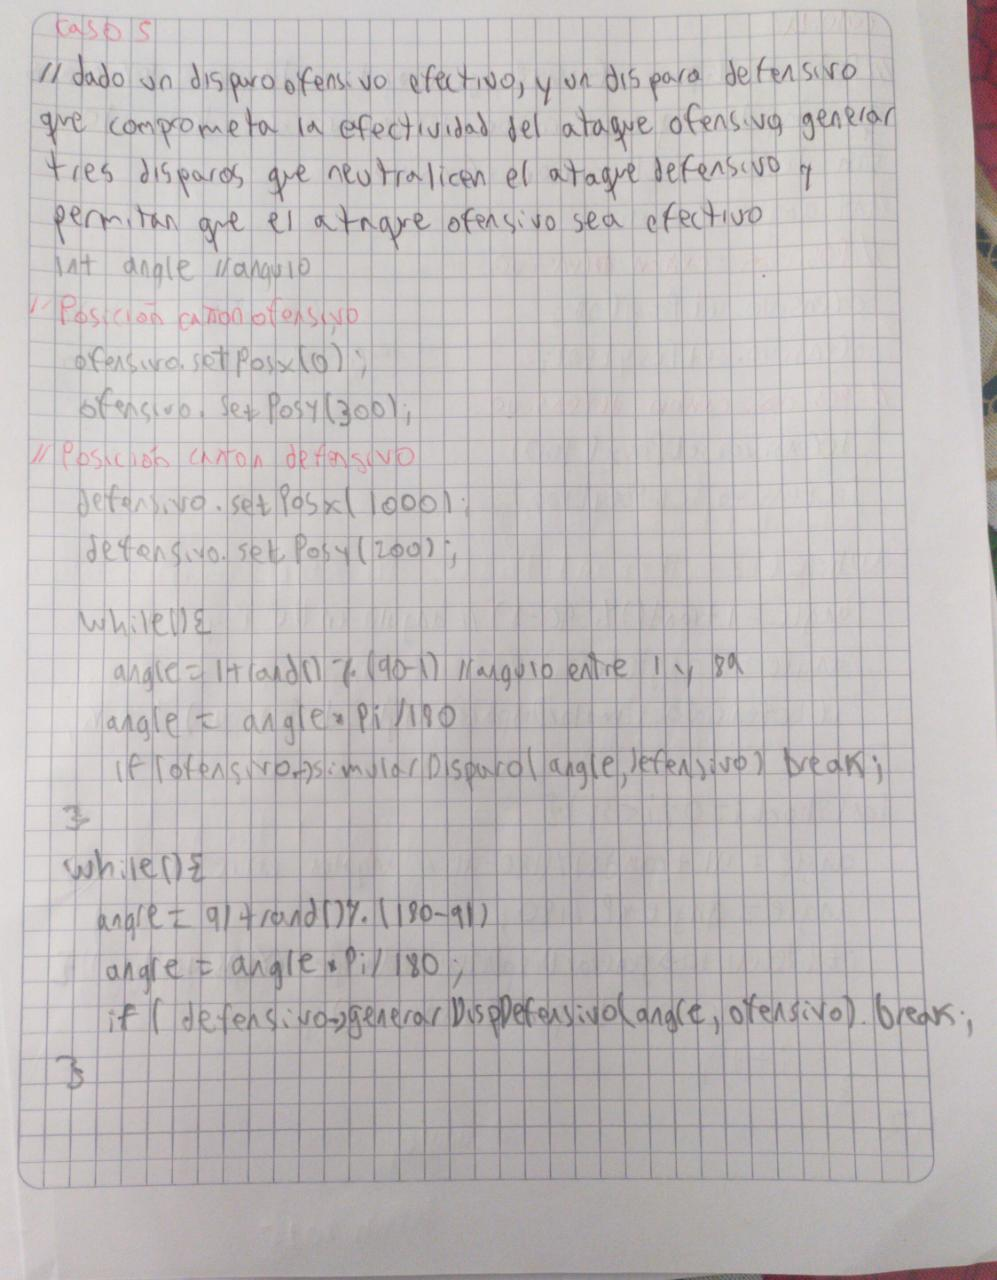 Caso 5
// dado un disparo ofensivo efectivo, y un disparo defensivo
que comprometa la efectividad del ataque ofensivo, generar
tres disparos que neutralicen el ataque defensivo y
permitan que el ataque ofensivo sea efectivo
int angle // angulo
// Posición cañon ofensivo
ofensivo.setPosx(0);
ofensivo.setPosY(300);
// Posición cañon defensivo
defensivo.setPosx(1000);
defensivo.setPosY(200);
while(){
angle = 1+rand() % (90-1) // angulo entre 1 y 89
angle = angle * Pi/180
if(ofensivo->simularDisparo(angle,defensivo) break;
}
while(){
angle = 91+rand()%.(180-91)
angle = angle * Pi/180;
if( defensivo->generarDispDefensivo(angle, ofensivo). break;
}